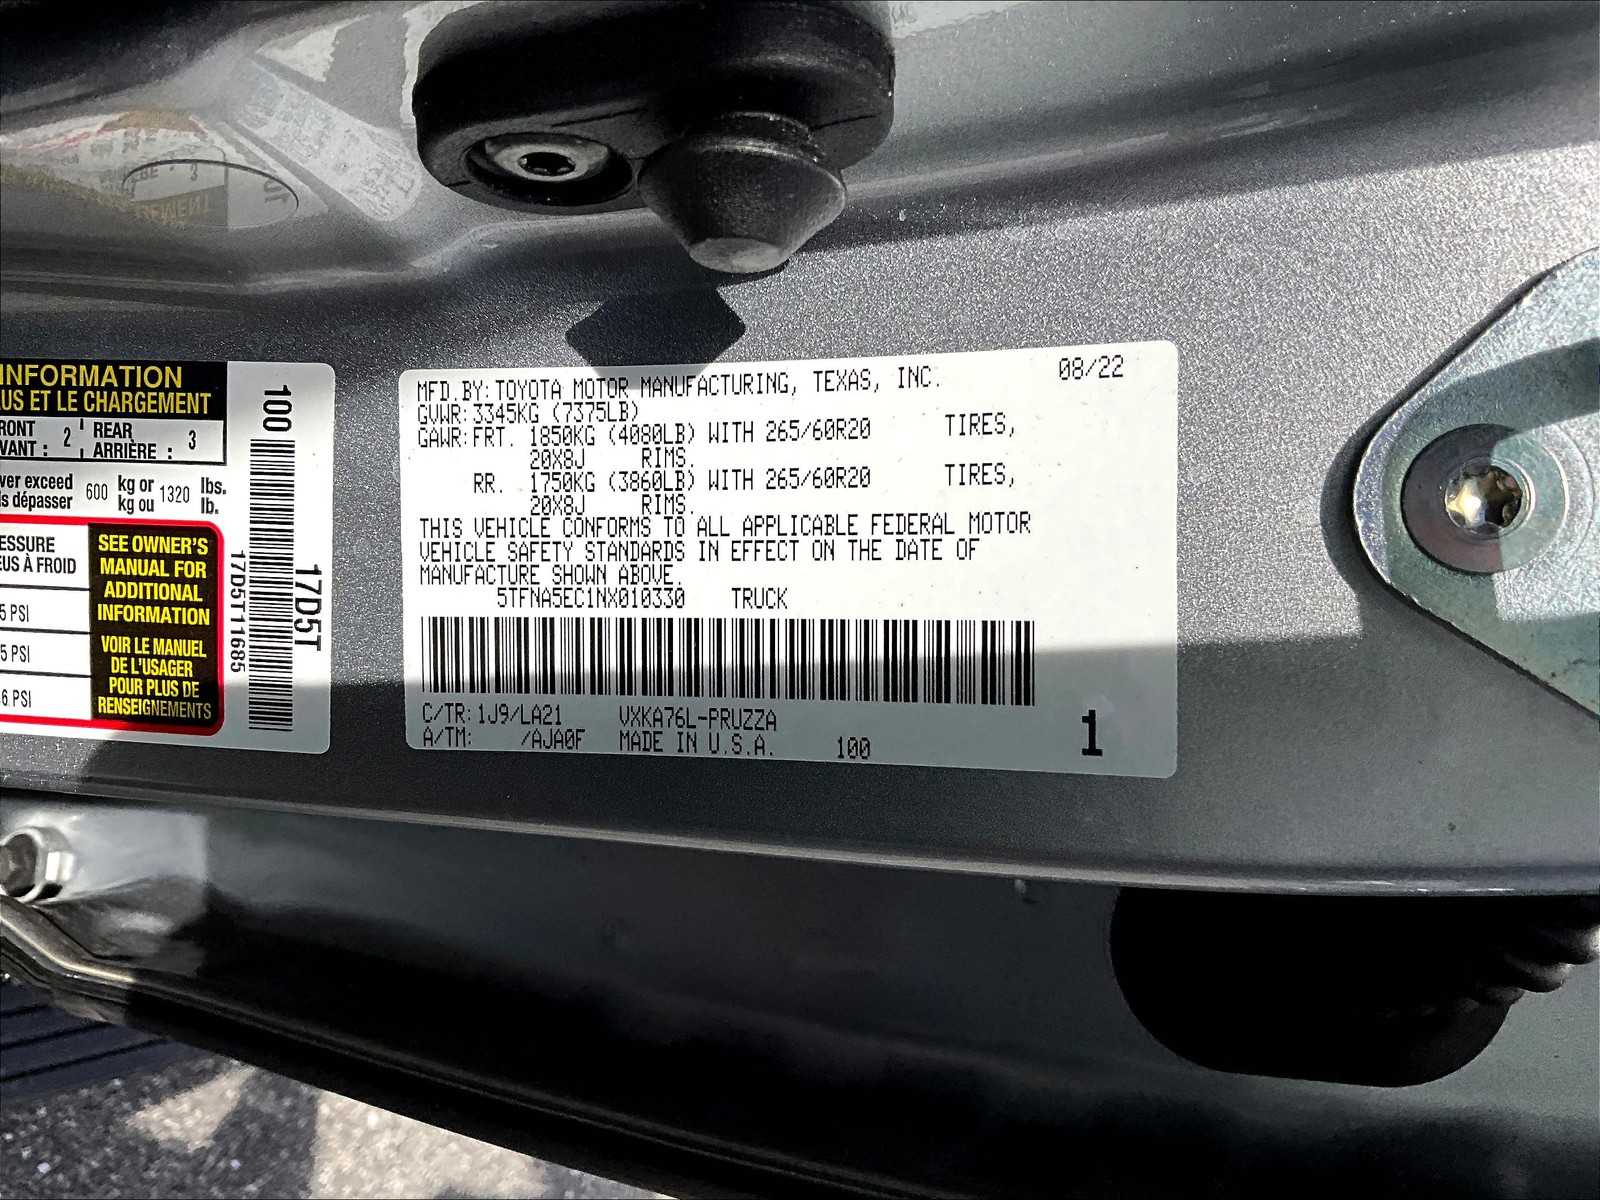 INFORMATION
US ET LE CHARGEMENT
RONT 2 REAR 3
VANT : ARRIÈRE :
ver exceed 600 kg or 1320 lbs.
is dépasser kg ou lb.
ESSURE
EUS À FROID
5 PSI
5 PSI
6 PSI
SEE OWNER'S
MANUAL FOR
ADDITIONAL
INFORMATION
VOIR LE MANUEL
DE L'USAGER
POUR PLUS DE
RENSEIGNEMENTS
100
17D5T
17D5T11685
MFD.BY:TOYOTA MOTOR MANUFACTURING, TEXAS, INC. 08/22
GVWR:3345KG (7375LB)
GAWR:FRT. 1850KG (4080LB) WITH 265/60R20 TIRES,
20X8J RIMS.
RR. 1750KG (3860LB) WITH 265/60R20 TIRES,
20X8J RIMS.
THIS VEHICLE CONFORMS TO ALL APPLICABLE FEDERAL MOTOR
VEHICLE SAFETY STANDARDS IN EFFECT ON THE DATE OF
MANUFACTURE SHOWN ABOVE.
5TFNA5EC1NX010330 TRUCK
C/TR:1J9/LA21 VXKA76L-PRUZZA
A/TM: /AJA0F MADE IN U.S.A. 100
1